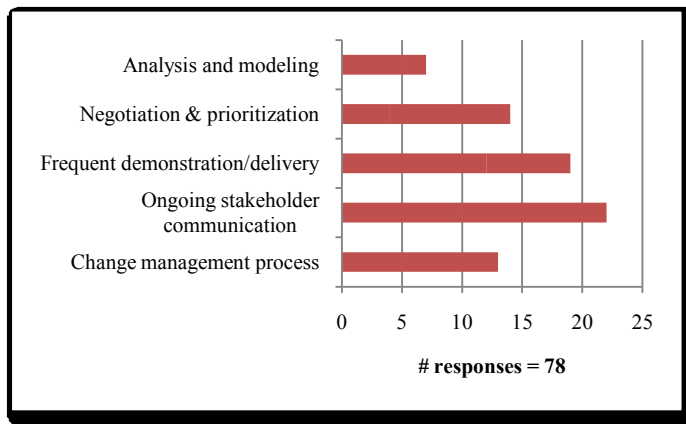 Analysis and modeling
Negotiation & prioritization
Frequent demonstration/delivery
Ongoing stakeholder
communication
Change management process
0 5 10 15 20 25
# responses = 78